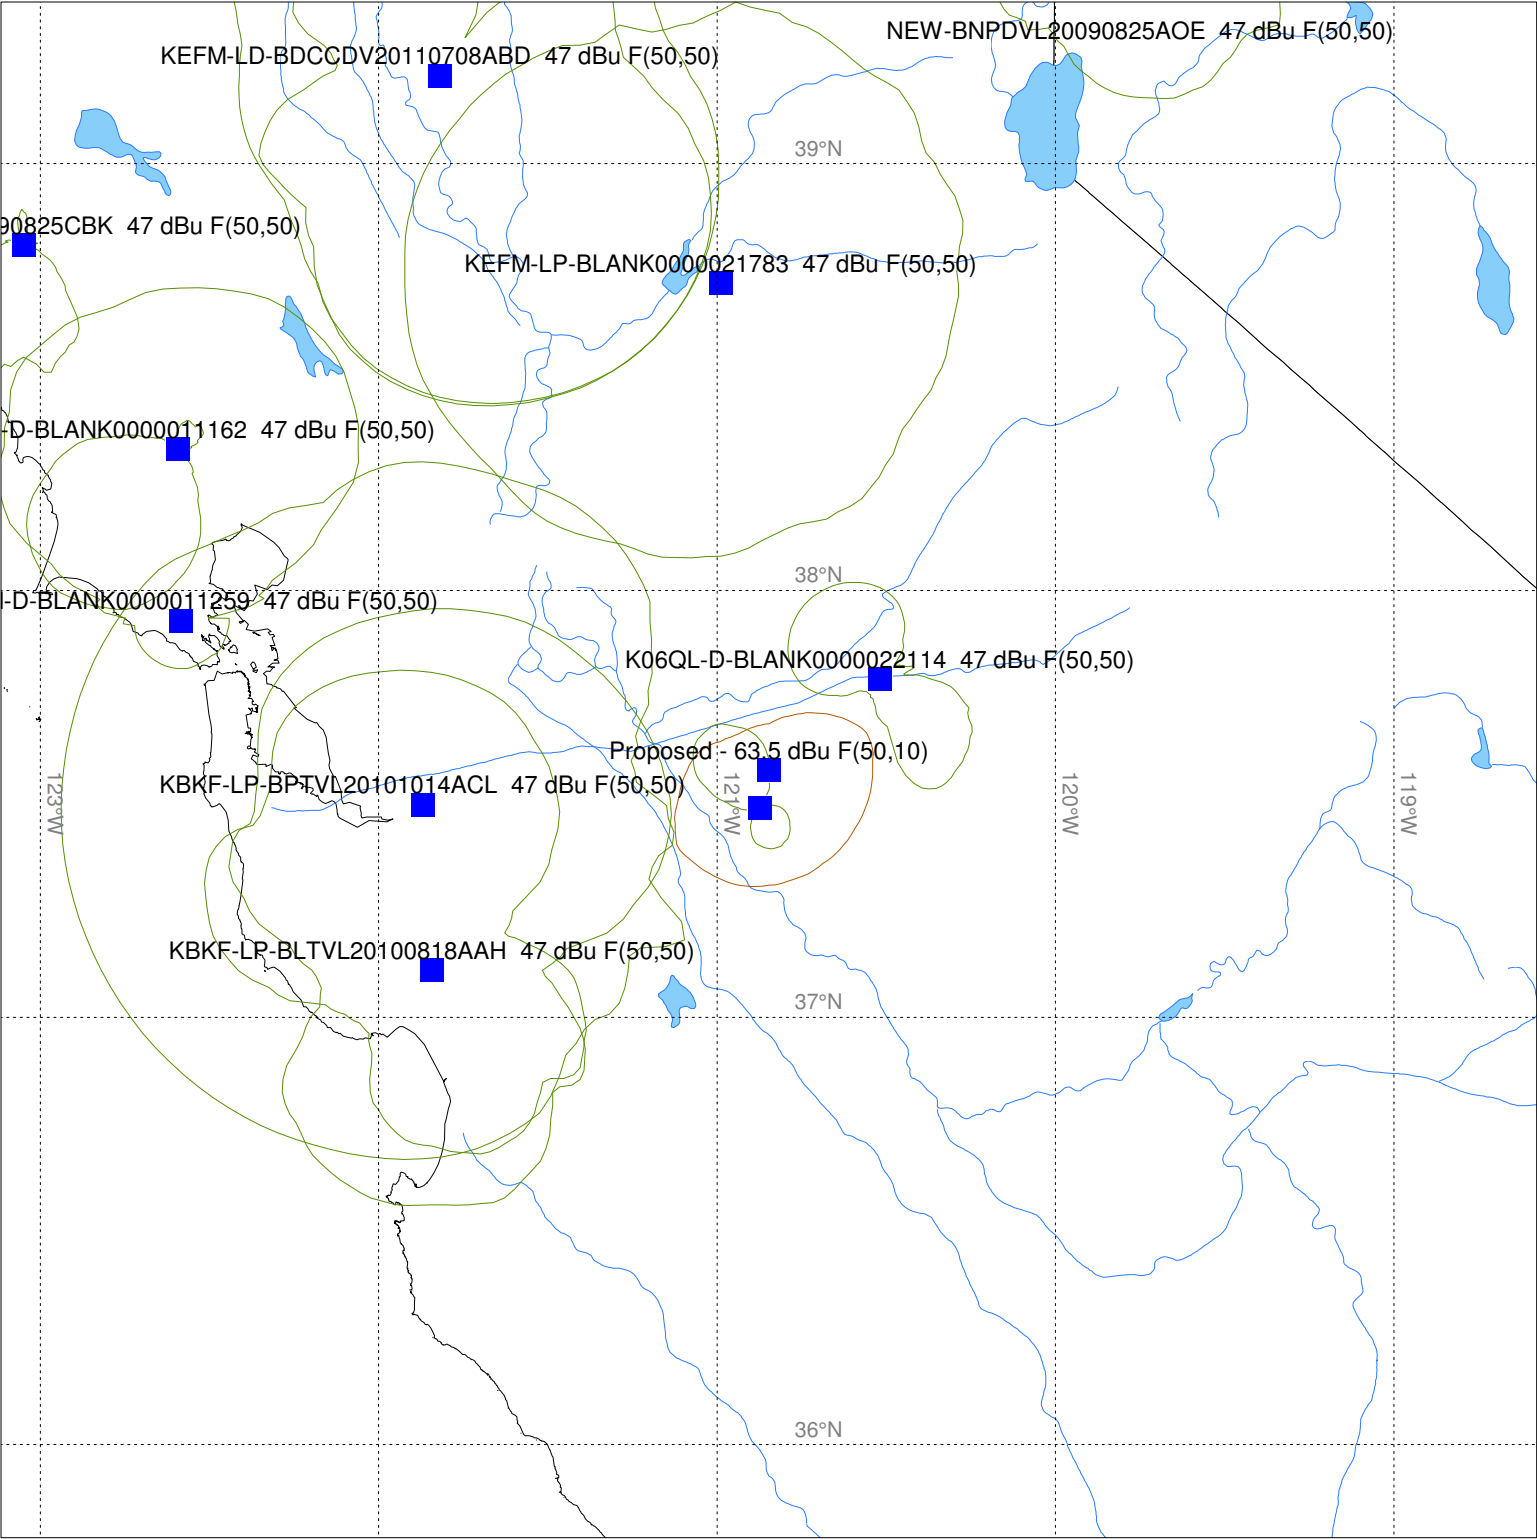 NEW-BNPDVL20090825AOE  47 dBu F(50,50)
KEFM-LD-BDCCDV20110708ABD  47 dBu F(50,50)
39°N
90825CBK  47 dBu F(50,50)
KEFM-LP-BLANK0000021783  47 dBu F(50,50)
-D-BLANK0000011162  47 dBu F(50,50)
38°N
-D-BLANK0000011259  47 dBu F(50,50)
K06QL-D-BLANK0000022114  47 dBu F(50,50)
Proposed - 63.5 dBu F(50,10)
KBKF-LP-BPTVL20101014ACL  47 dBu F(50,50)
123°W
121°W
120°W
119°W
KBKF-LP-BLTVL20100818AAH  47 dBu F(50,50)
37°N
36°N